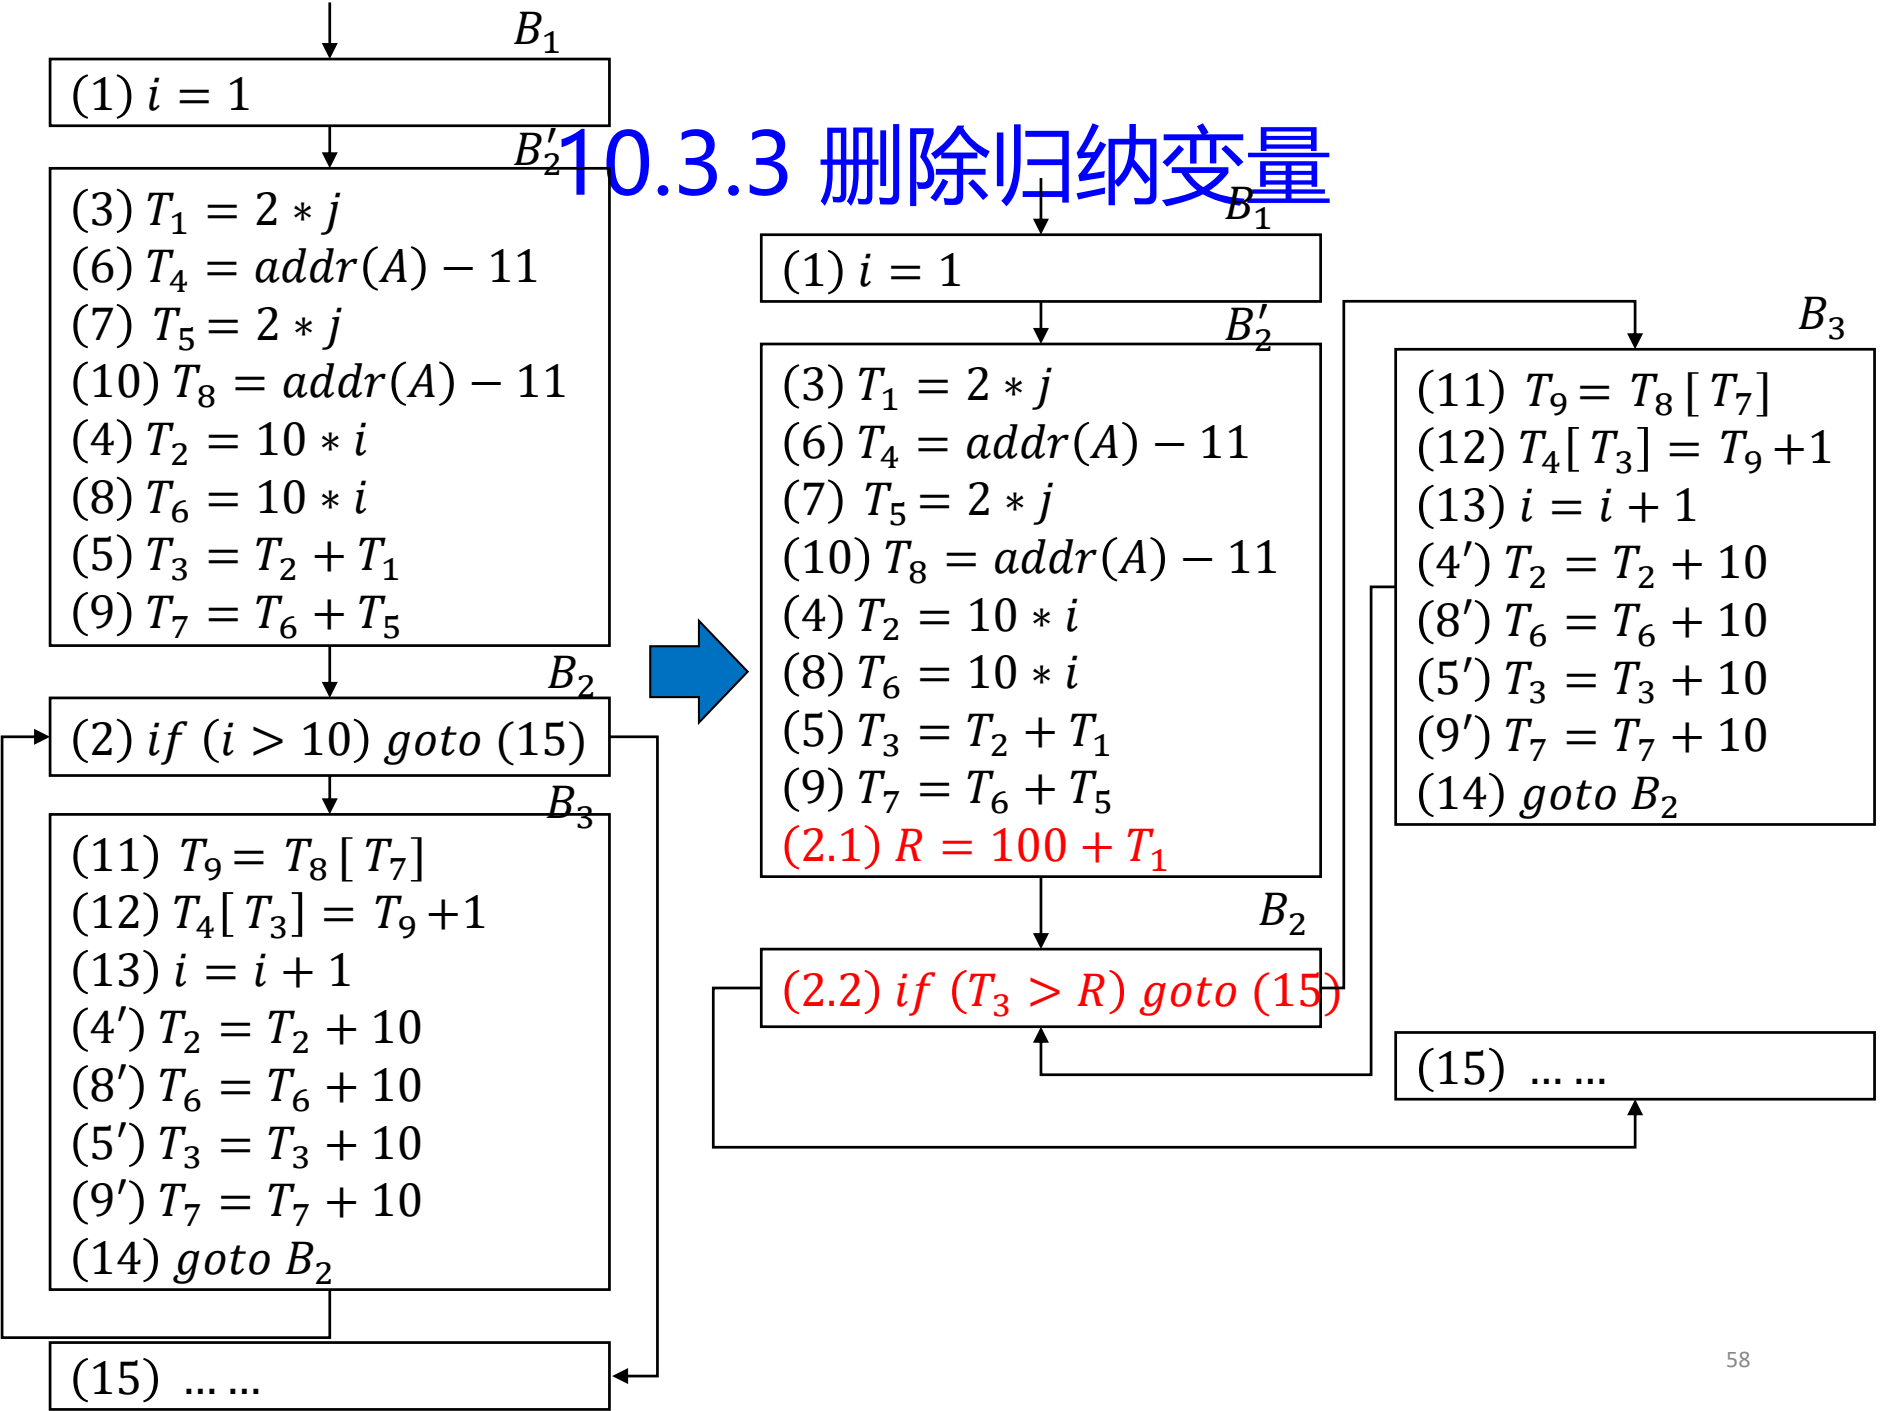 10.3.3 删除归纳变量
B₁
(1) i = 1
B₂′
(3) T₁ = 2 ∗ j
(6) T₄ = addr(A) − 11
(7) T₅ = 2 ∗ j
(10) T₈ = addr(A) − 11
(4) T₂ = 10 ∗ i
(8) T₆ = 10 ∗ i
(5) T₃ = T₂ + T₁
(9) T₇ = T₆ + T₅
B₂
(2) if (i > 10) goto (15)
B₃
(11) T₉ = T₈ [ T₇]
(12) T₄[ T₃] = T₉ +1
(13) i = i + 1
(4′) T₂ = T₂ + 10
(8′) T₆ = T₆ + 10
(5′) T₃ = T₃ + 10
(9′) T₇ = T₇ + 10
(14) goto B₂
(15) ... ...
B₁
(1) i = 1
B₂′
(3) T₁ = 2 ∗ j
(6) T₄ = addr(A) − 11
(7) T₅ = 2 ∗ j
(10) T₈ = addr(A) − 11
(4) T₂ = 10 ∗ i
(8) T₆ = 10 ∗ i
(5) T₃ = T₂ + T₁
(9) T₇ = T₆ + T₅
(2.1) R = 100 + T₁
B₂
(2.2) if (T₃ > R) goto (15)
B₃
(11) T₉ = T₈ [ T₇]
(12) T₄[ T₃] = T₉ +1
(13) i = i + 1
(4′) T₂ = T₂ + 10
(8′) T₆ = T₆ + 10
(5′) T₃ = T₃ + 10
(9′) T₇ = T₇ + 10
(14) goto B₂
(15) ... ...
58